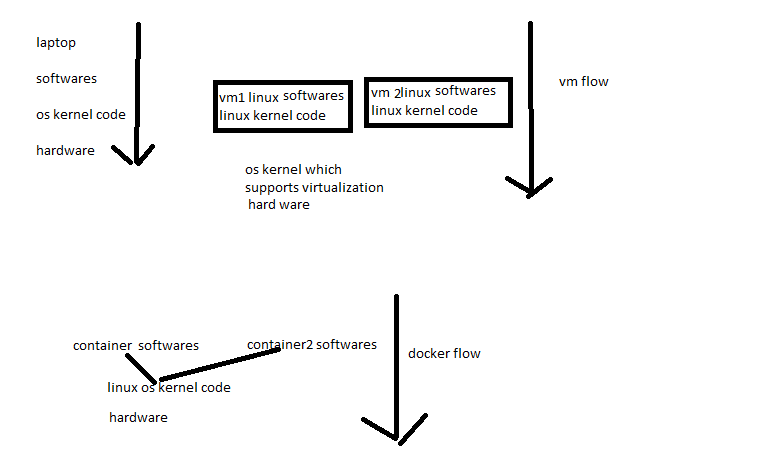 laptop
softwares
os kernel code
hardware
vm1 linux softwares
linux kernel code
vm 2linux softwares
linux kernel code
os kernel which
supports virtualization
hard ware
vm flow
container softwares
container2 softwares
linux os kernel code
hardware
docker flow